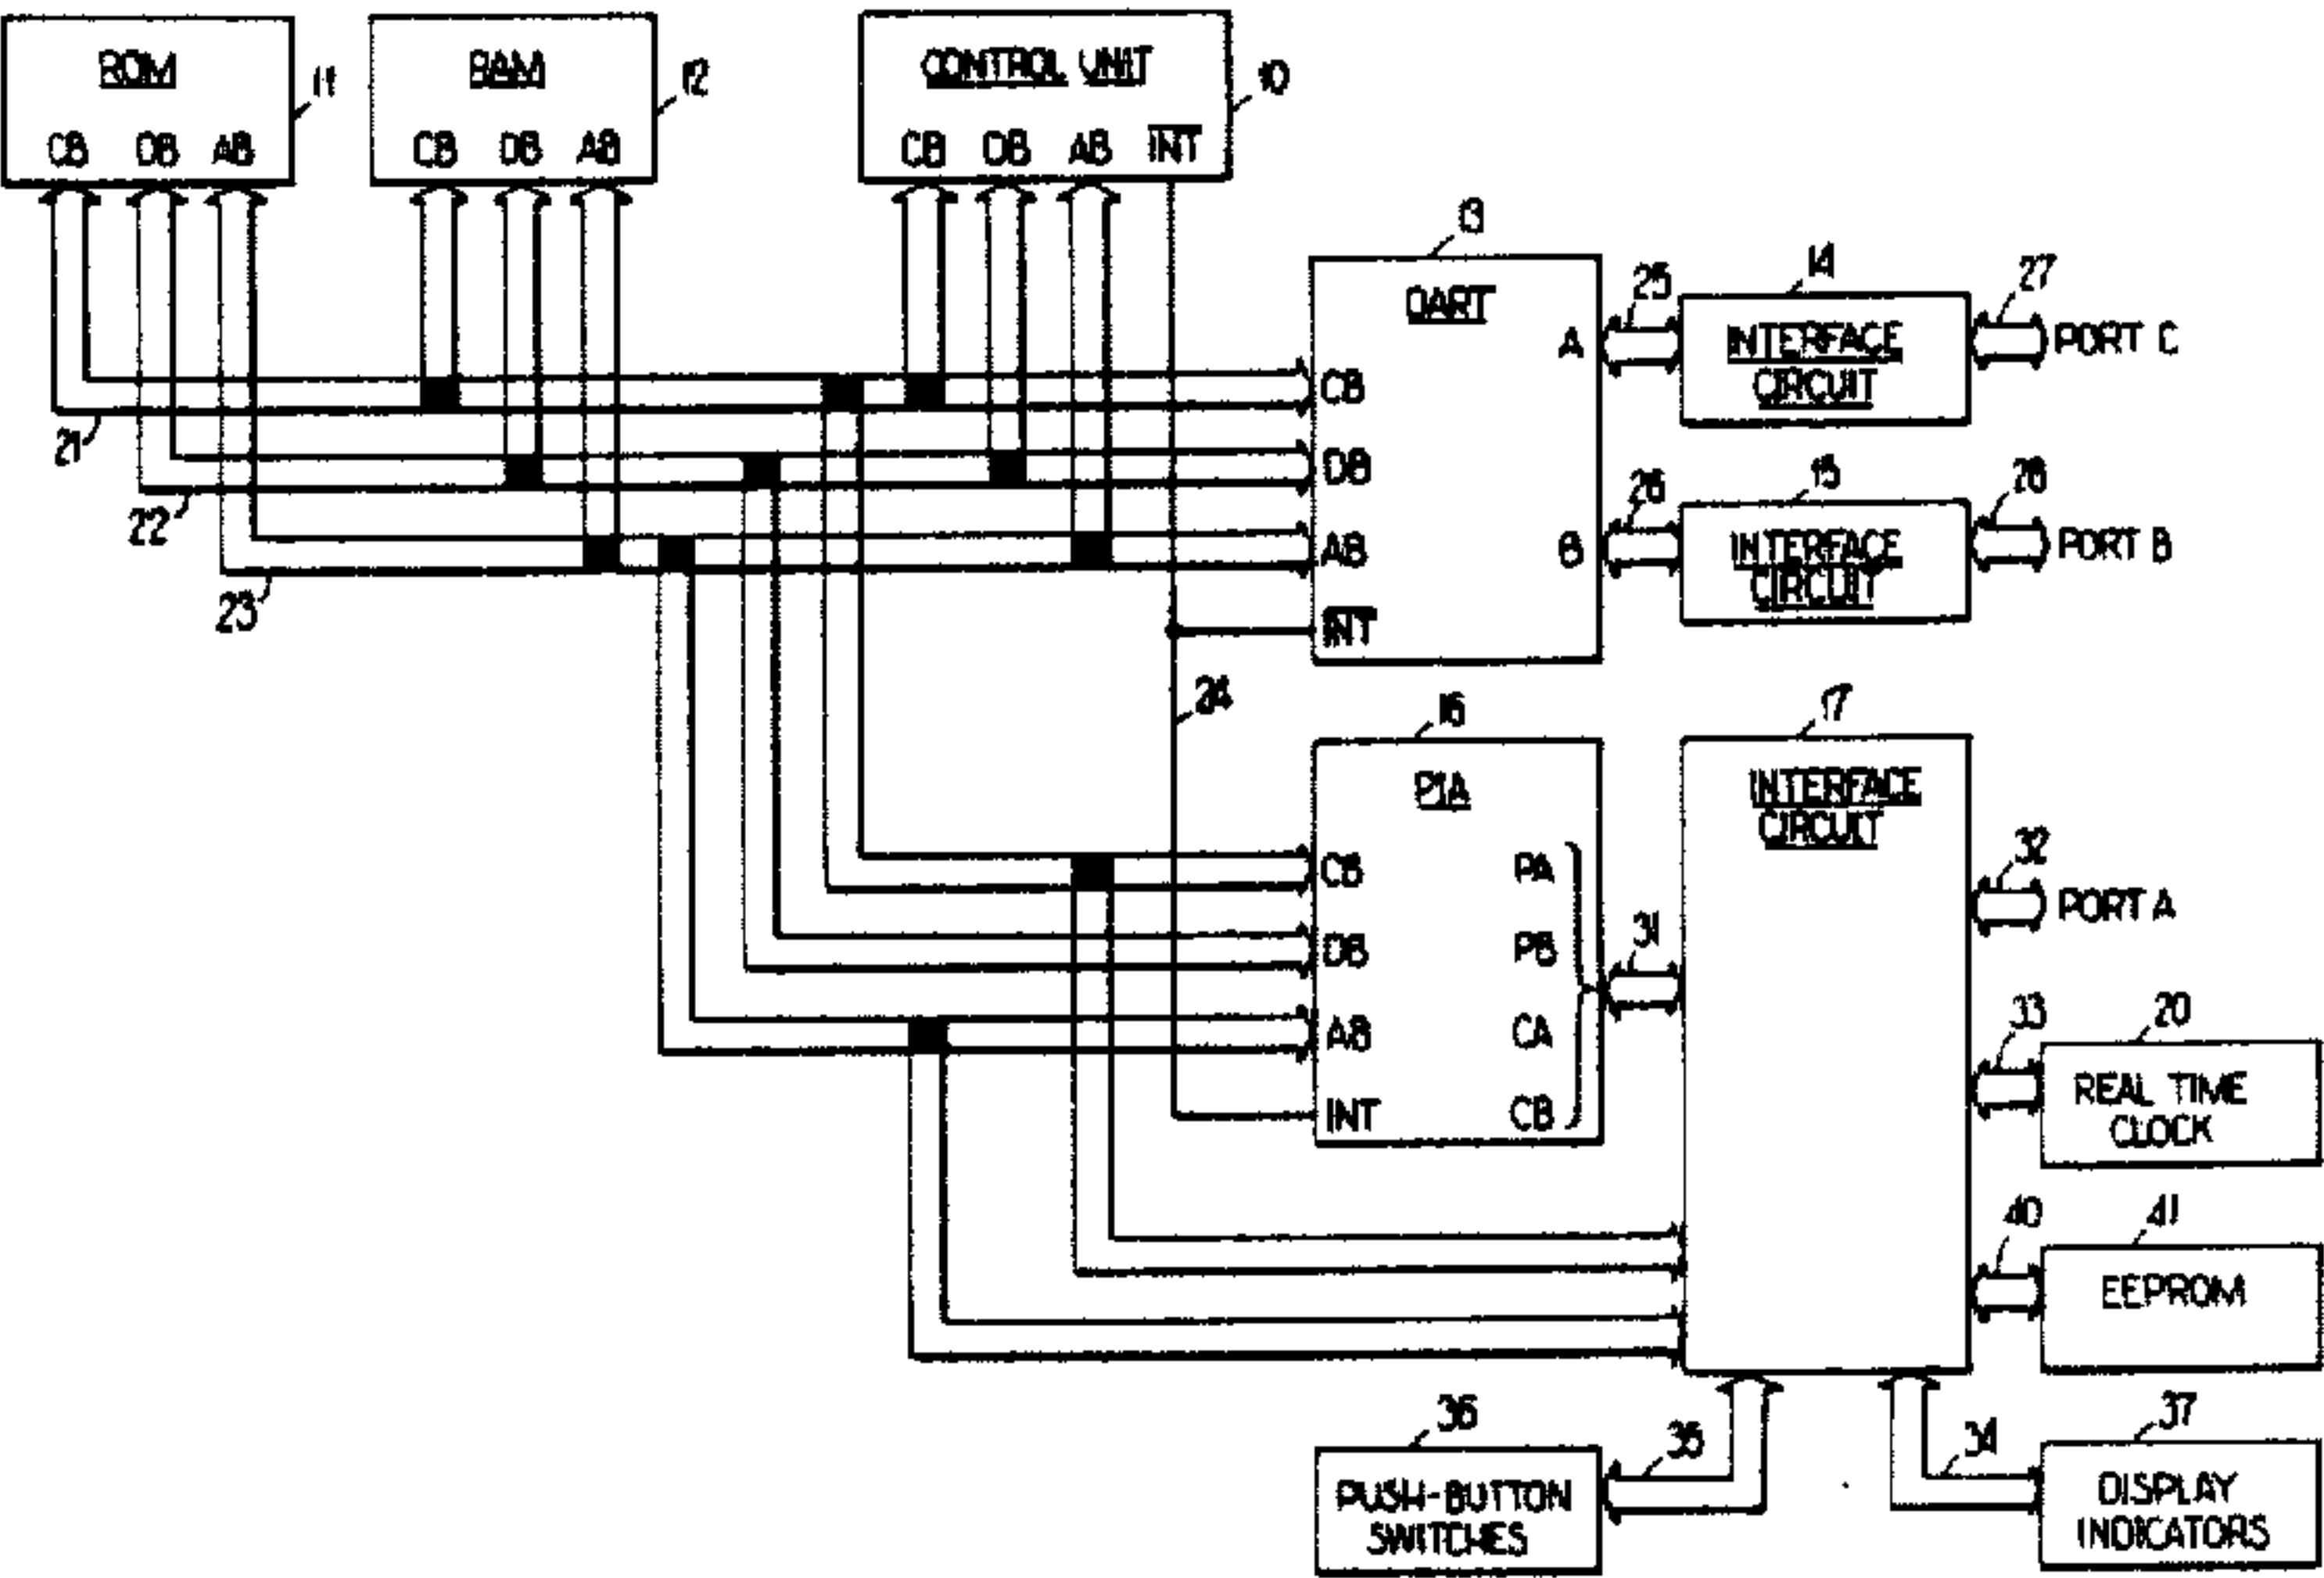 ROM
11
CB DB AB
RAM
12
CB DB AB
CONTROL UNIT
10
CB DB AB INT
21
22
23
24
13
DART
A
B
CB
DB
AB
INT
25
14
INTERFACE
CIRCUIT
27
PORT C
26
15
INTERFACE
CIRCUIT
28
PORT B
16
PIA
CB
DB
AB
INT
PA
PB
CA
CB
31
17
INTERFACE
CIRCUIT
32
PORT A
33
20
REAL TIME
CLOCK
40
41
EEPROM
36
PUSH-BUTTON
SWITCHES
35
34
37
DISPLAY
INDICATORS